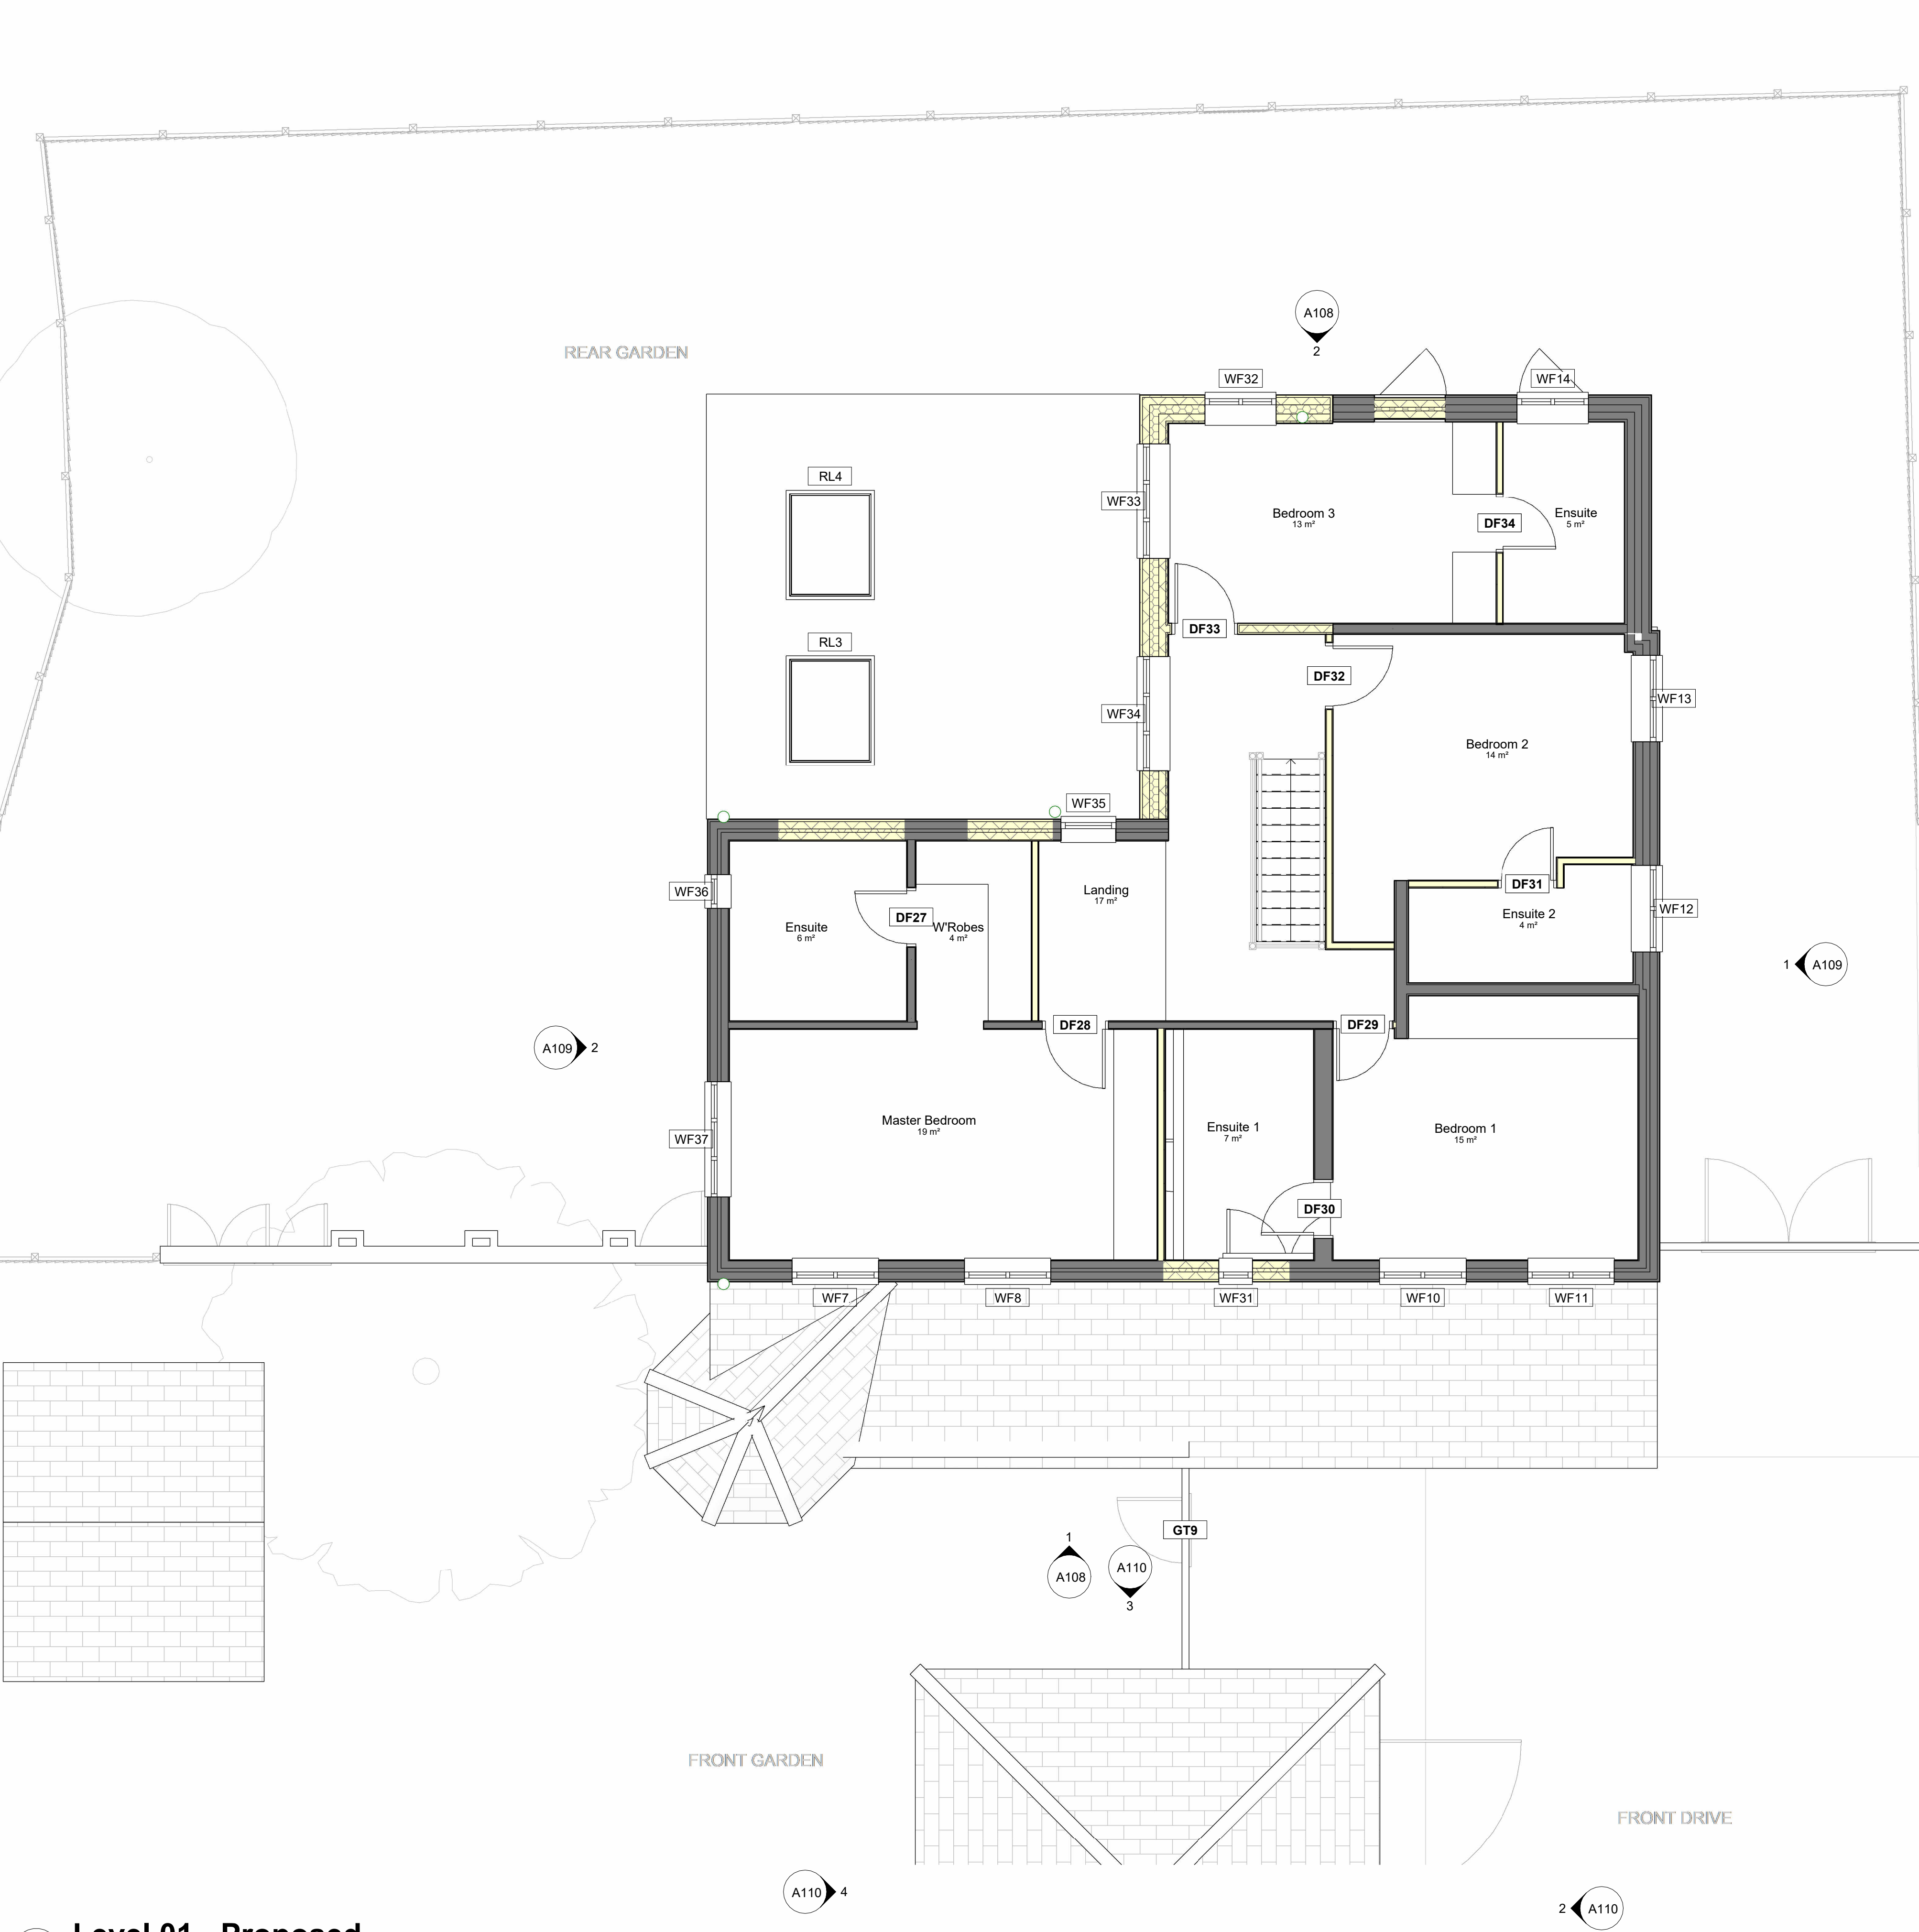 A108
2
REAR GARDEN
WF32
WF14
RL4
WF33
Bedroom 3
13 m²
DF34
Ensuite
5 m²
DF33
RL3
DF32
WF13
WF34
Bedroom 2
14 m²
WF35
WF36
DF27
Landing
17 m²
DF31
WF12
Ensuite
6 m²
W'Robes
4 m²
Ensuite 2
4 m²
1
A109
DF28
DF29
A109
2
Master Bedroom
19 m²
Ensuite 1
7 m²
Bedroom 1
15 m²
WF37
DF30
WF7
WF8
WF31
WF10
WF11
GT9
1
A108
A110
3
FRONT GARDEN
FRONT DRIVE
A110
4
2
A110
Level 01 - Proposed